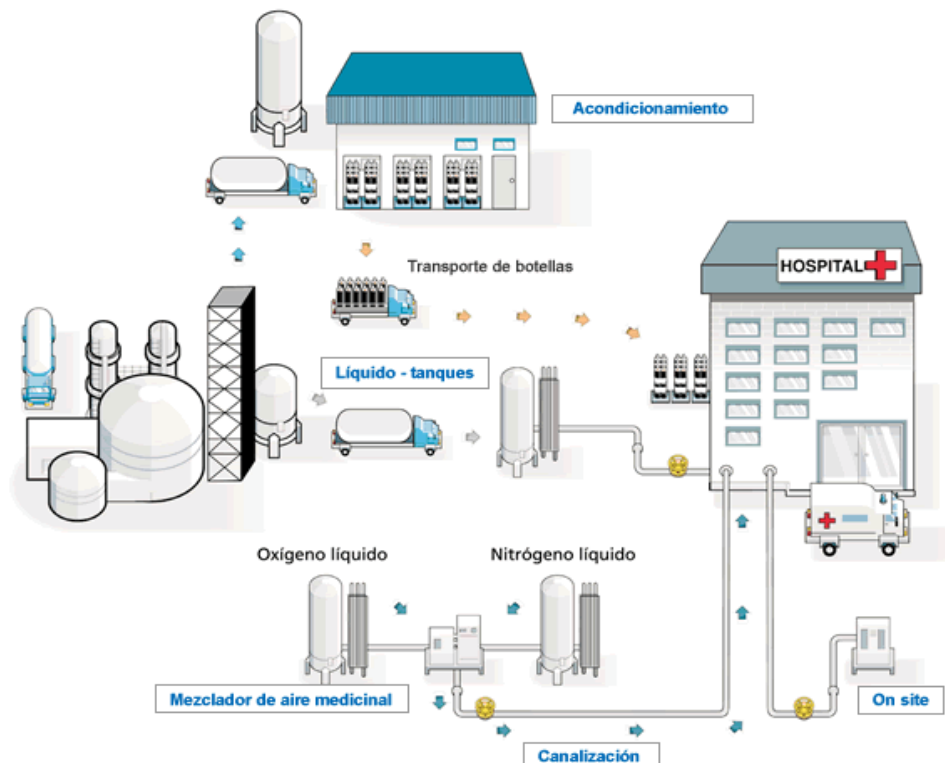 Acondicionamiento
Transporte de botellas
HOSPITAL
Líquido - tanques
Oxígeno líquido
Nitrógeno líquido
Mezclador de aire medicinal
On site
Canalización